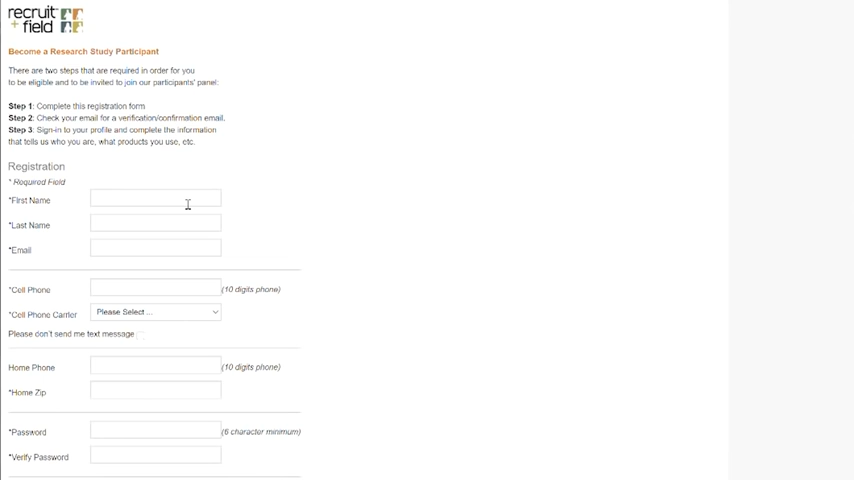 recruit
+ field
Become a Research Study Participant
There are two steps that are required in order for you
to be eligible and to be invited to join our participants' panel:
Step 1: Complete this registration form
Step 2: Check your email for a verification/confirmation email.
Step 3: Sign-in to your profile and complete the information
that tells us who you are, what products you use, etc.
Registration
* Required Field
*First Name
*Last Name
*Email
*Cell Phone (10 digits phone)
*Cell Phone Carrier Please Select ...
Please don't send me text message
Home Phone (10 digits phone)
*Home Zip
*Password (6 character minimum)
*Verify Password